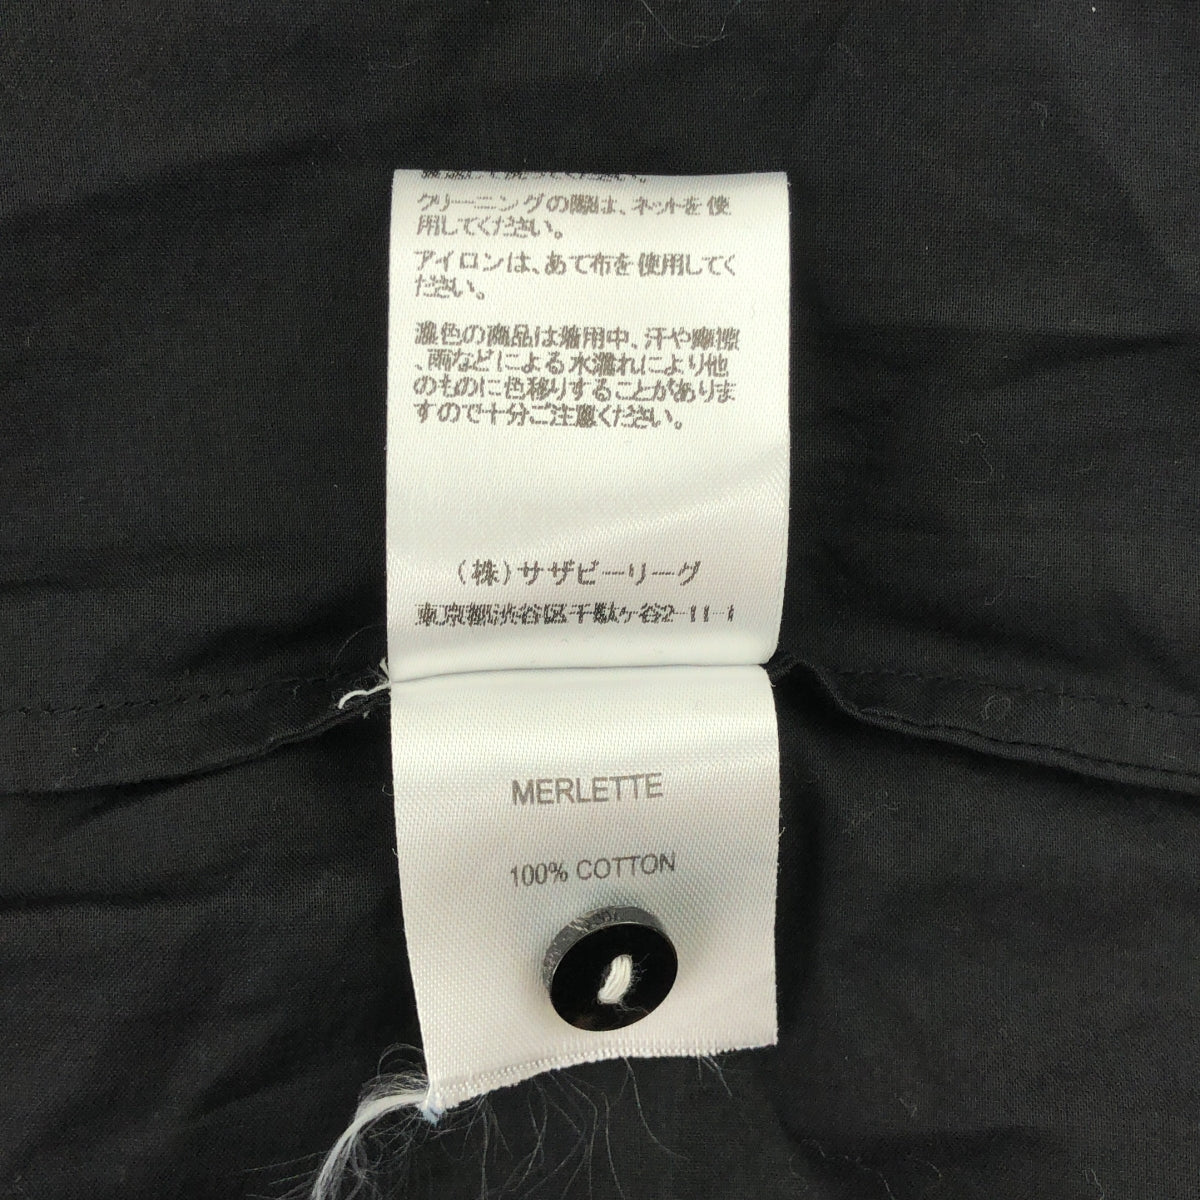 クリーニングの際は、ネットを使
用してください。
アイロンは、あて布を使用してく
ださい。
濃色の商品は着用中、汗や摩擦
、雨などによる水濡れにより他
のものに色移りすることがありま
すので十分ご注意ください。
(株)サザビーリーグ
東京都渋谷区千駄ヶ谷2-11-1
MERLETTE
100% COTTON